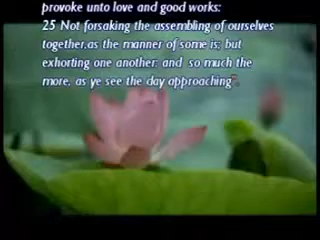 provoke unto love and good works:
25 Not forsaking the assembling of ourselves
together,as the manner of some is; but
exhorting one another: and so much the
more, as ye see the day approaching".